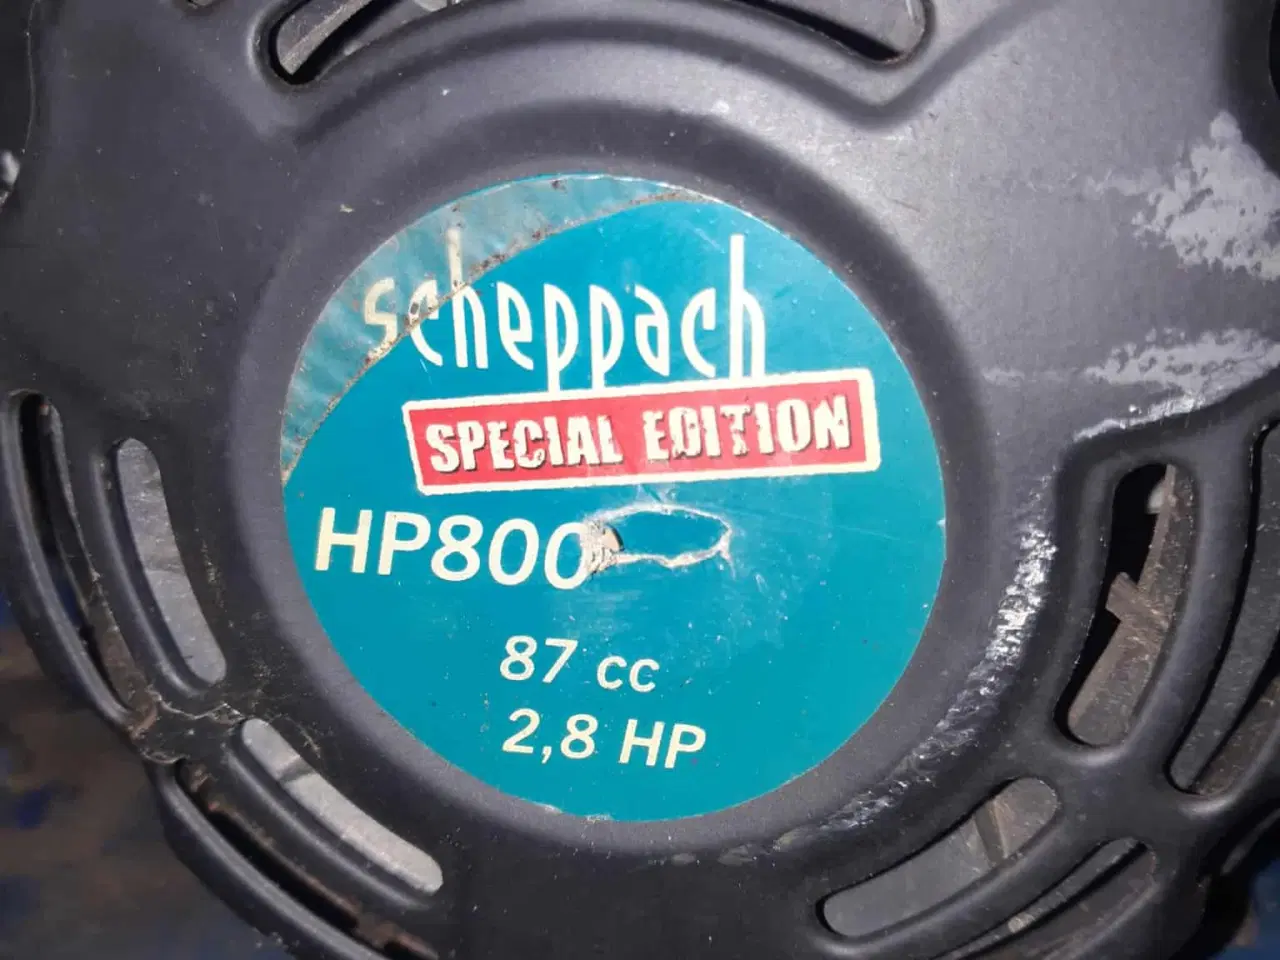 scheppach
SPECIAL EDITION
HP800
87 cc
2,8 HP